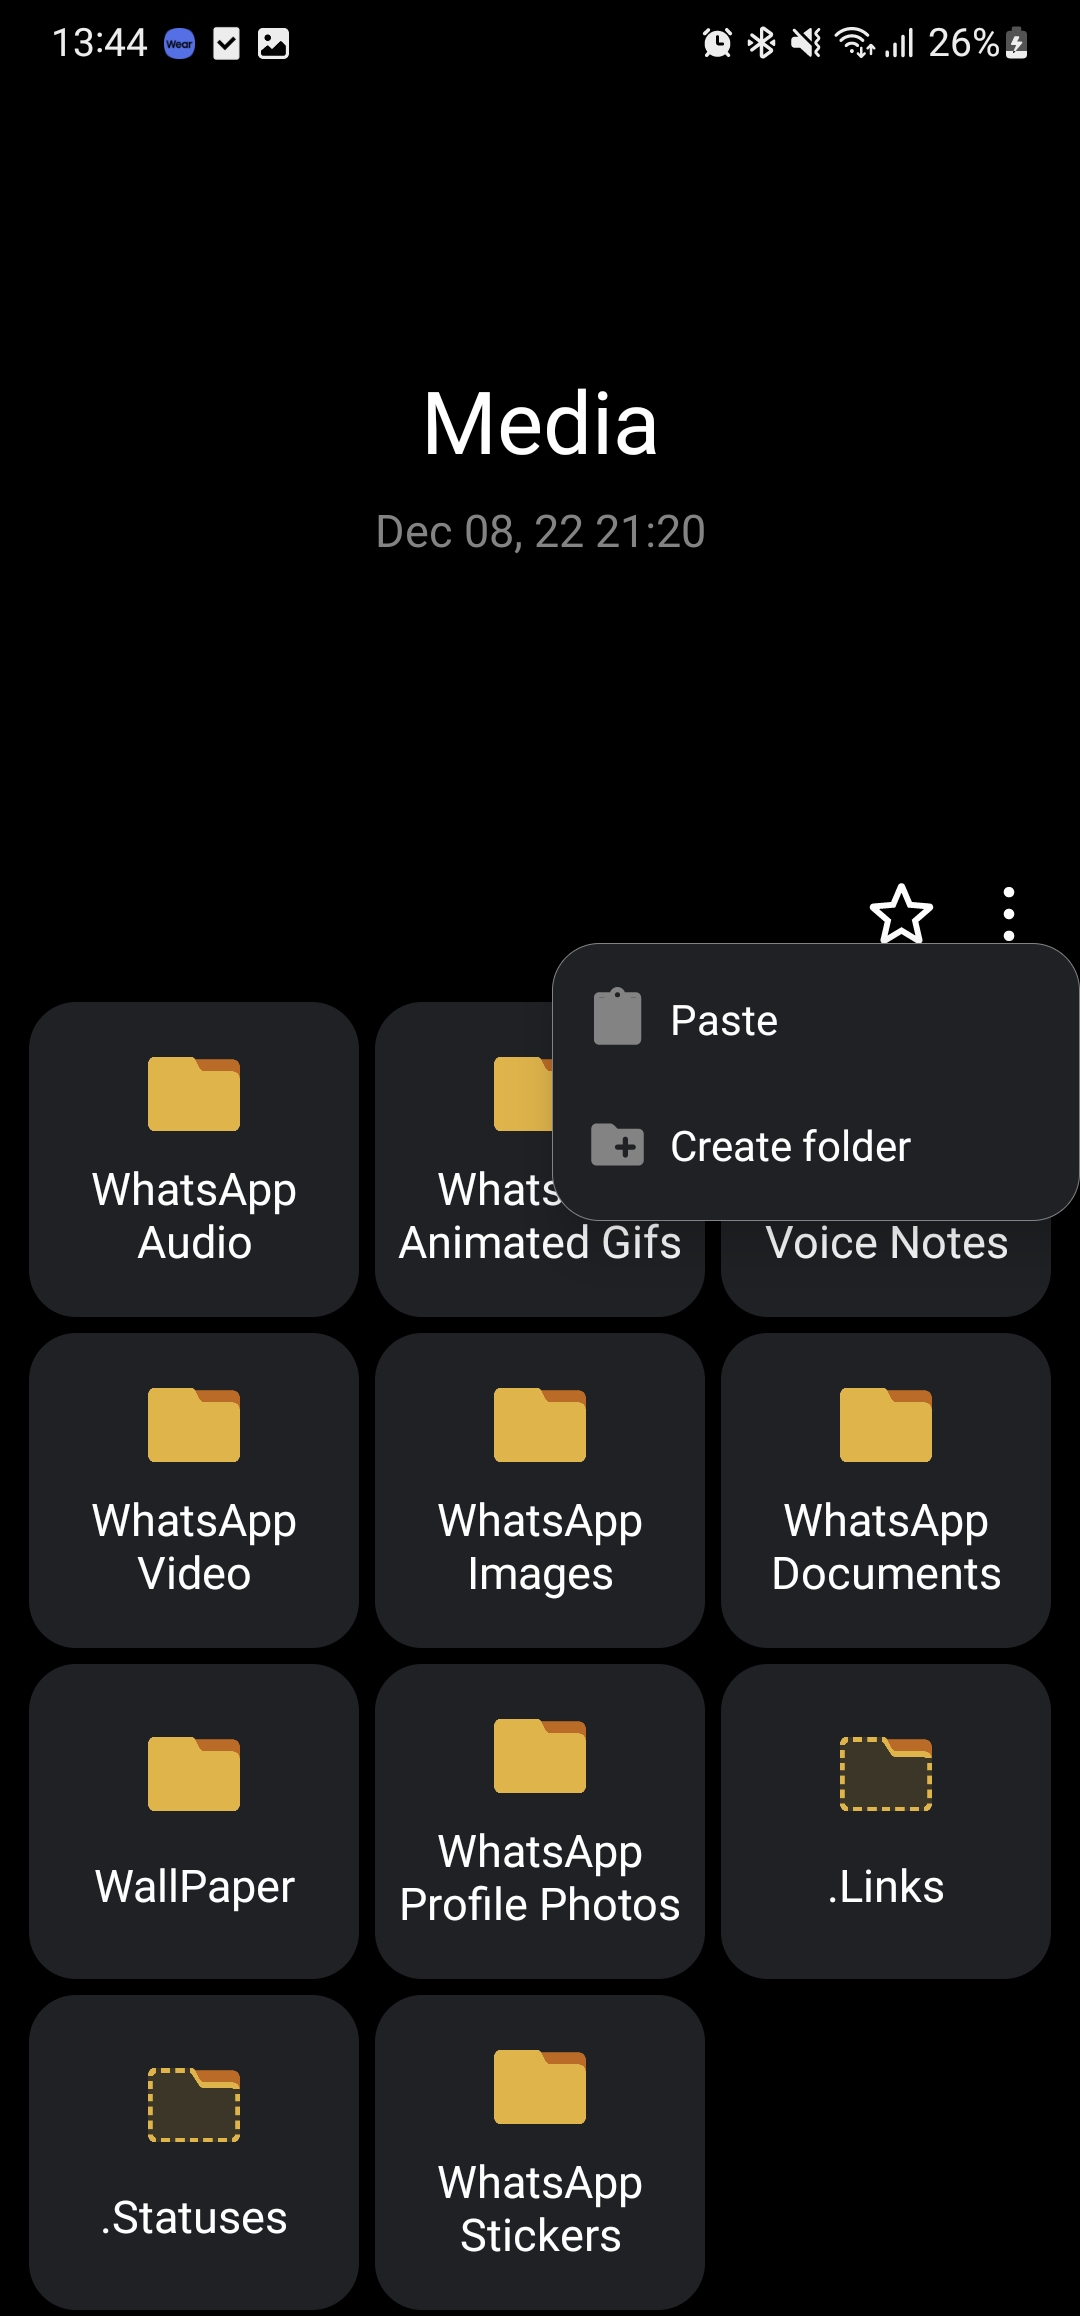 13:44 Wear 26%
Media
Dec 08, 22 21:20
Paste
Create folder
WhatsApp
Audio
Whats
Animated Gifs
Voice Notes
WhatsApp
Video
WhatsApp
Images
WhatsApp
Documents
WallPaper
WhatsApp
Profile Photos
.Links
.Statuses
WhatsApp
Stickers